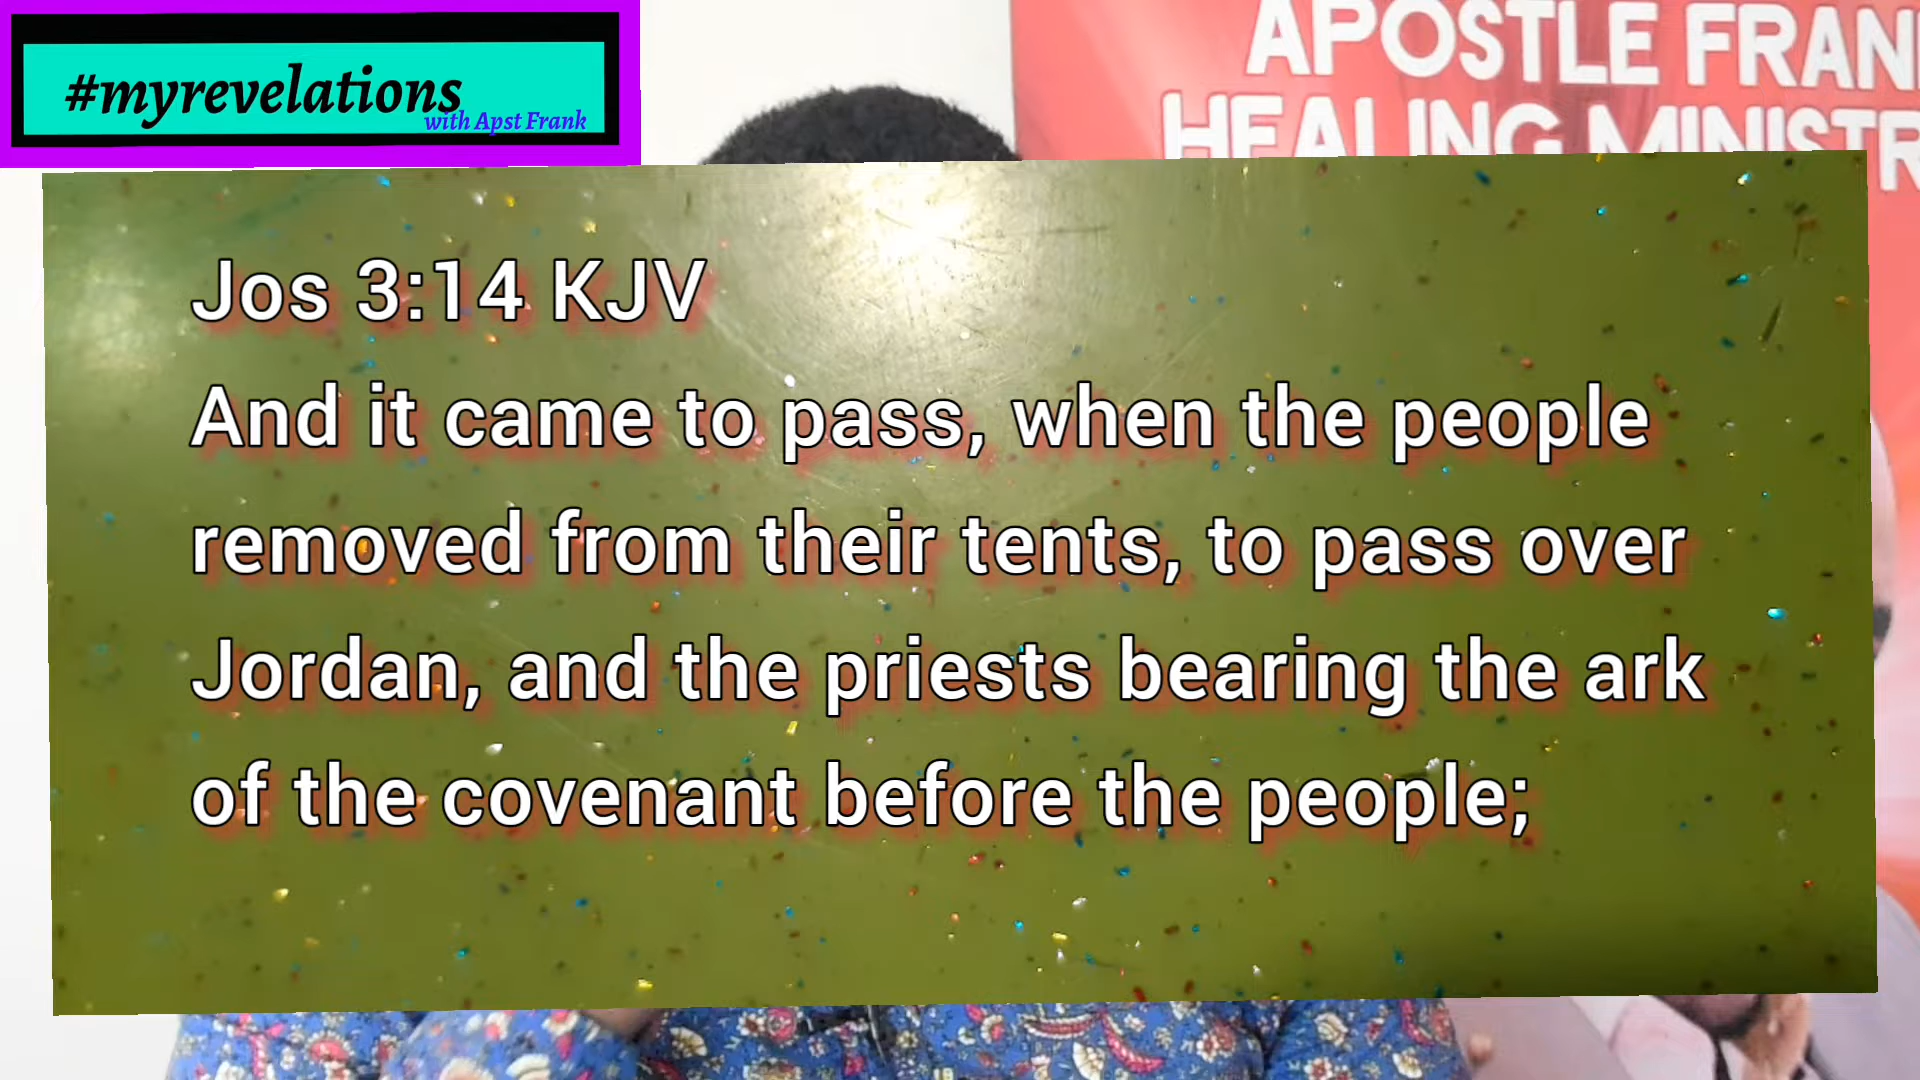 #myrevelations
with Apst Frank
APOSTLE FRAN
HEALING MINISTR
Jos 3:14 KJV
And it came to pass, when the people
removed from their tents, to pass over
Jordan, and the priests bearing the ark
of the covenant before the people;